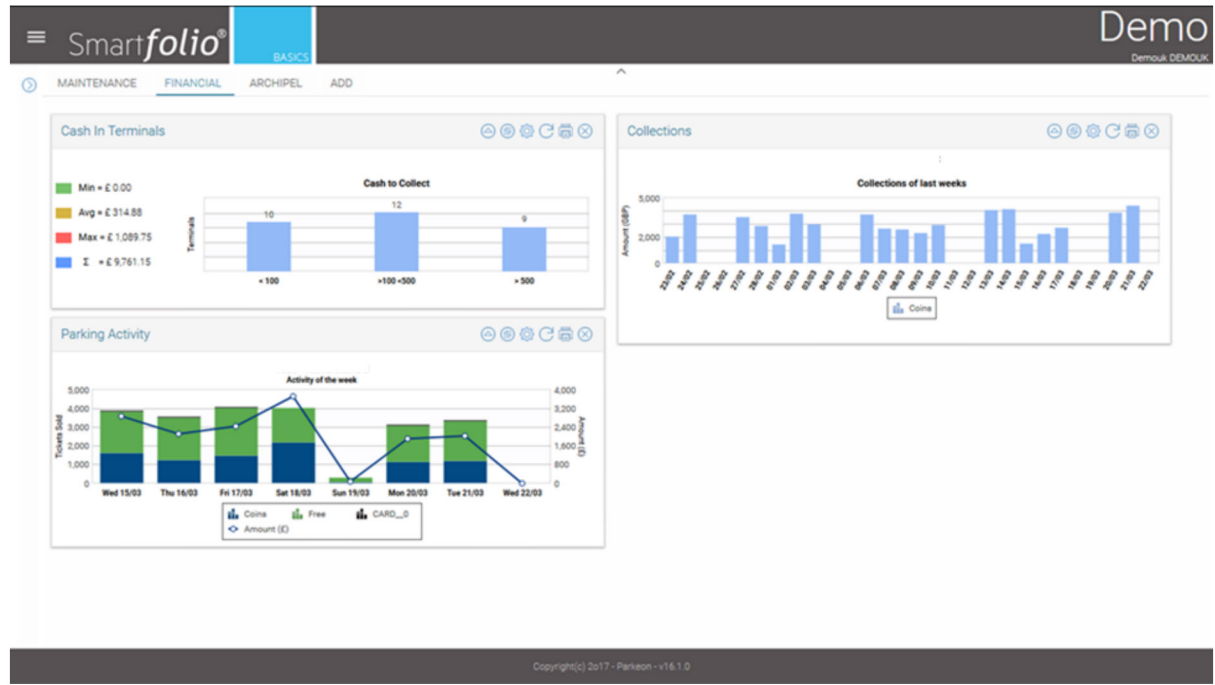 Smartfolio®
BASICS
Demo
Demouk DEMOUK
MAINTENANCE FINANCIAL ARCHIPEL ADD
Cash In Terminals
Min = £ 0.00
Avg = £ 314.88
Max = £ 1,089.75
Σ = £ 9,761.15
Cash to Collect
Terminals
10 12 9
< 100 >100 <500 > 500
Collections
Collections of last weeks
Amount (GBP)
5,000
2,000
0
23/02 24/02 25/02 26/02 27/02 28/02 01/03 02/03 03/03 04/03 05/03 06/03 07/03 08/03 09/03 10/03 11/03 12/03 13/03 14/03 15/03 16/03 17/03 18/03 19/03 20/03 21/03 22/03
Coins
Parking Activity
Activity of the week
Tickets Sold
5,000 4,000
4,000 3,200
3,000 2,400
2,000 1,600
1,000 800
0 0
Amount (£)
Wed 15/03 Thu 16/03 Fri 17/03 Sat 18/03 Sun 19/03 Mon 20/03 Tue 21/03 Wed 22/03
Coins Free CARD__0
Amount (£)
Copyright(c) 2o17 - Parkeon - v16.1.0